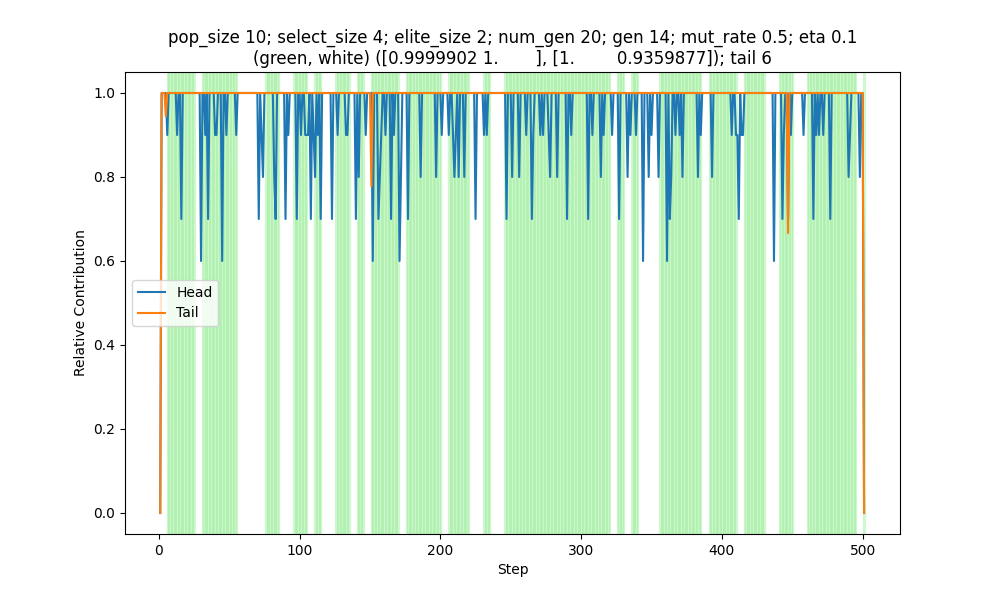 pop_size 10; select_size 4; elite_size 2; num_gen 20; gen 14; mut_rate 0.5; eta 0.1
(green, white) ([0.9999902 1.       ], [1.       0.9359877]); tail 6
1.0
0.8
0.6
0.4
0.2
0.0
Relative Contribution
Head
Tail
0
100
200
300
400
500
Step